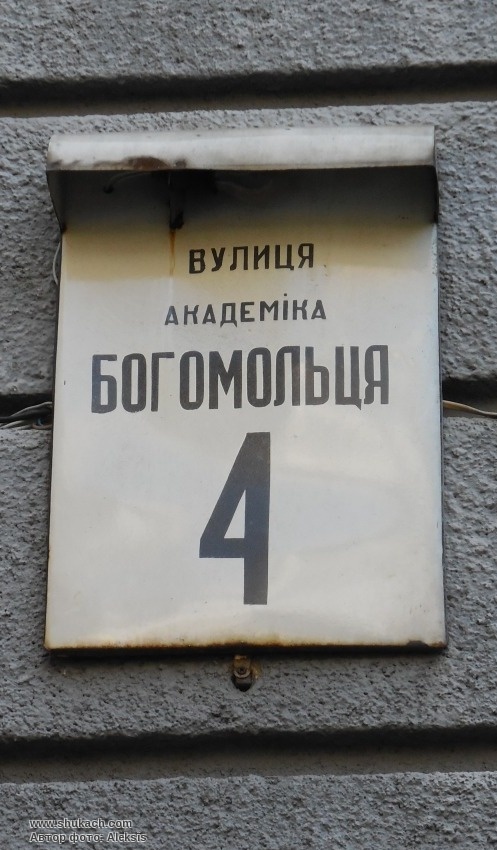 ВУЛИЦЯ
АКАДЕМІКА
БОГОМОЛЬЦЯ
4
www.shukach.com
Автор фото: Aleksis